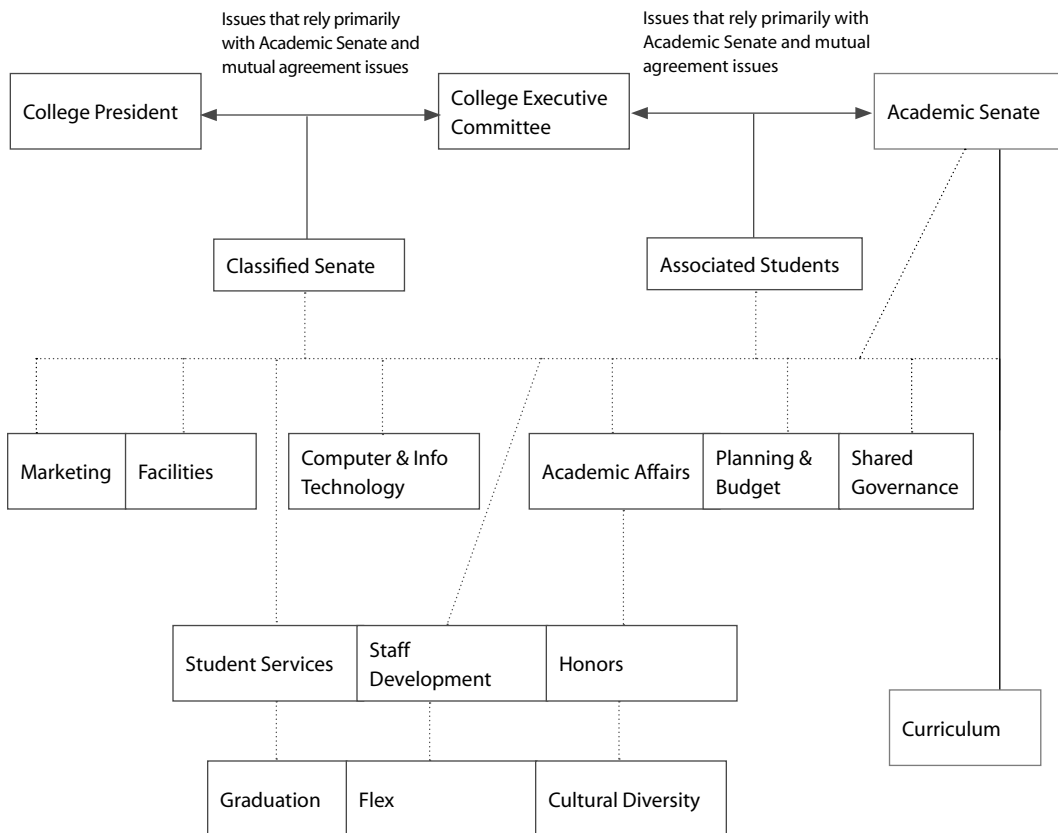 Issues that rely primarily
with Academic Senate and
mutual agreement issues
Issues that rely primarily with
Academic Senate and mutual
agreement issues
College President
College Executive
Committee
Academic Senate
Classified Senate
Associated Students
Marketing
Facilities
Computer & Info
Technology
Academic Affairs
Planning &
Budget
Shared
Governance
Student Services
Staff
Development
Honors
Curriculum
Graduation
Flex
Cultural Diversity